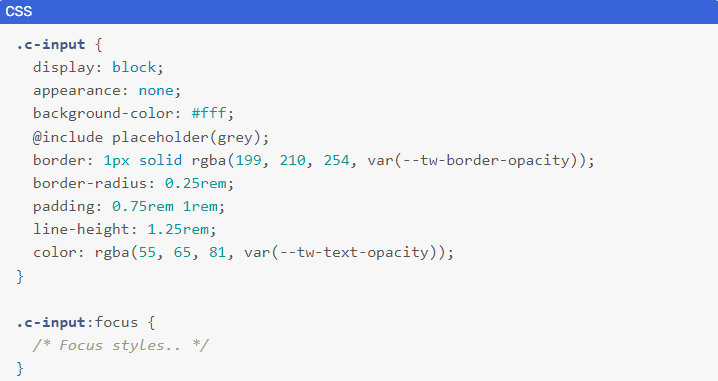 CSS
.c-input {
  display: block;
  appearance: none;
  background-color: #fff;
  @include placeholder(grey);
  border: 1px solid rgba(199, 210, 254, var(--tw-border-opacity));
  border-radius: 0.25rem;
  padding: 0.75rem 1rem;
  line-height: 1.25rem;
  color: rgba(55, 65, 81, var(--tw-text-opacity));
}

.c-input:focus {
  /* Focus styles.. */
}